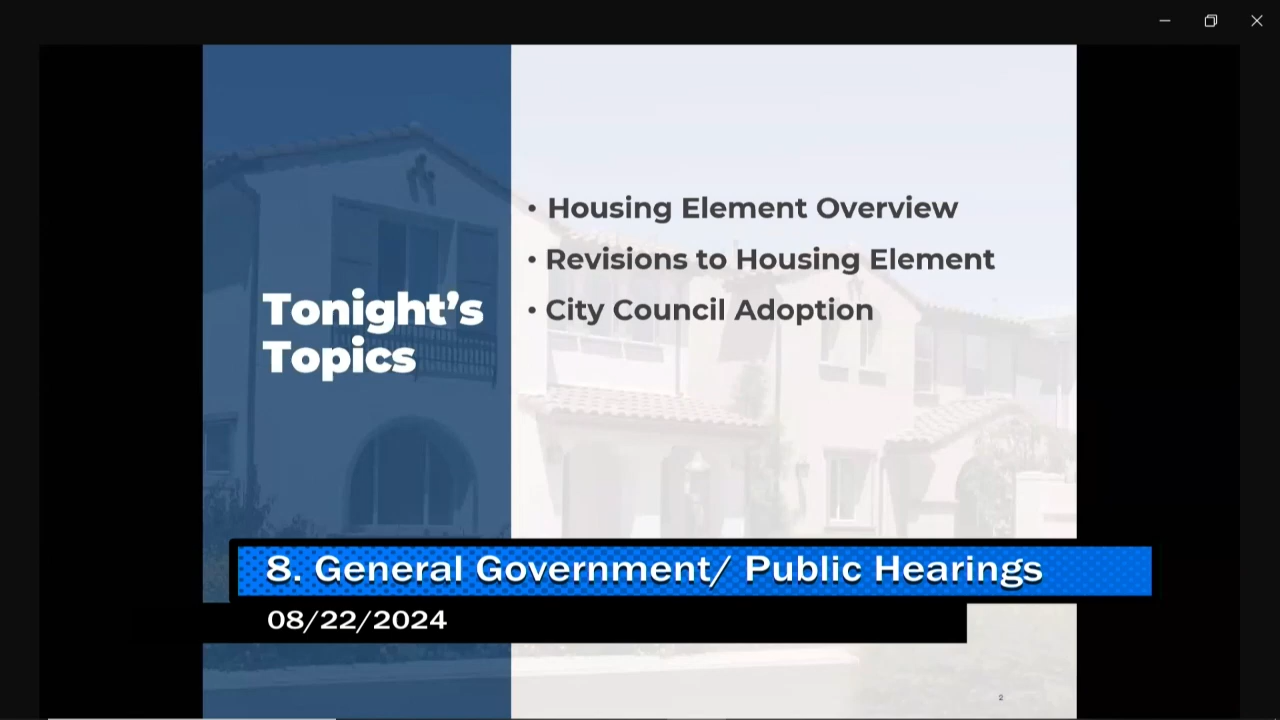 Tonight's
Topics
• Housing Element Overview
• Revisions to Housing Element
• City Council Adoption
8. General Government/ Public Hearings
08/22/2024
2